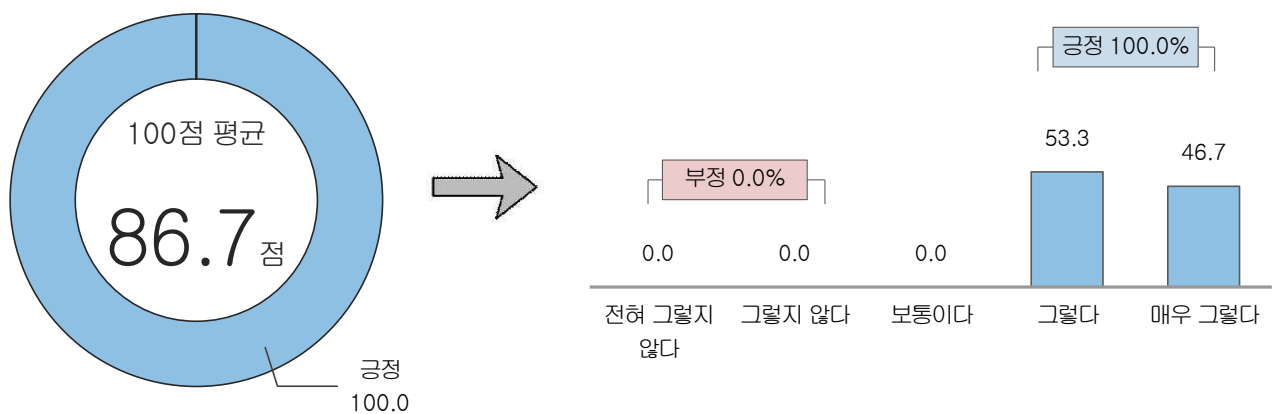 100점 평균
86.7점
긍정
100.0
긍정 100.0%
부정 0.0%
0.0
0.0
0.0
53.3
46.7
전혀 그렇지
않다
그렇지 않다
보통이다
그렇다
매우 그렇다